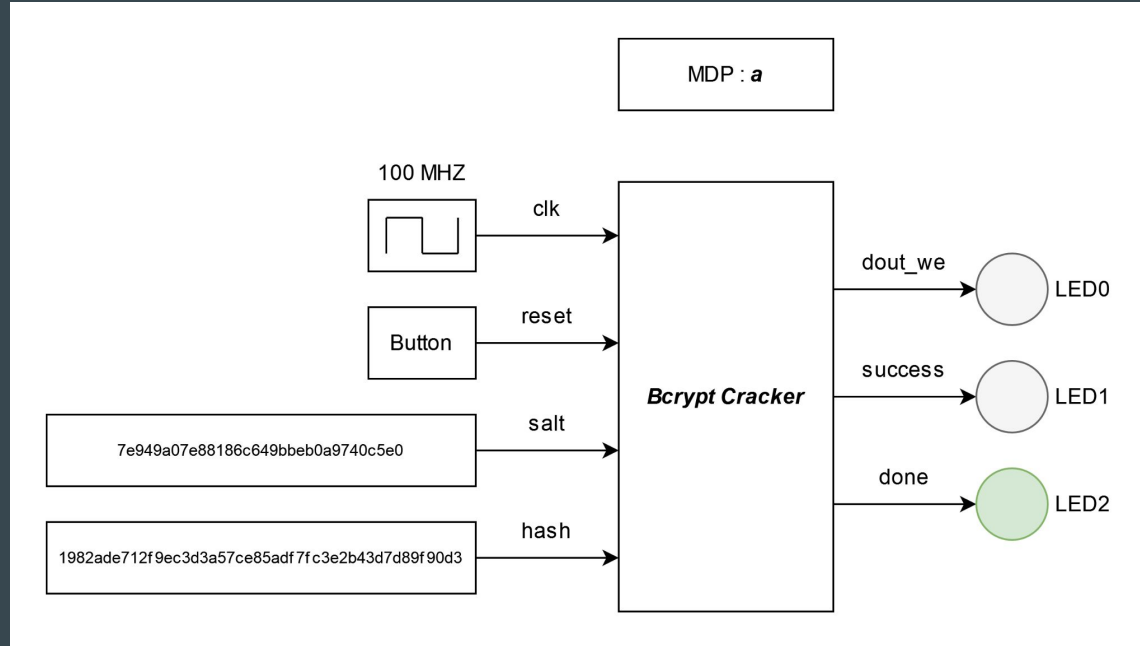 MDP : a
100 MHZ
clk
Button
reset
7e949a07e88186c649bbeb0a9740c5e0
salt
1982ade712f9ec3d3a57ce85adf7fc3e2b43d7d89f90d3
hash
Bcrypt Cracker
dout_we
LED0
success
LED1
done
LED2